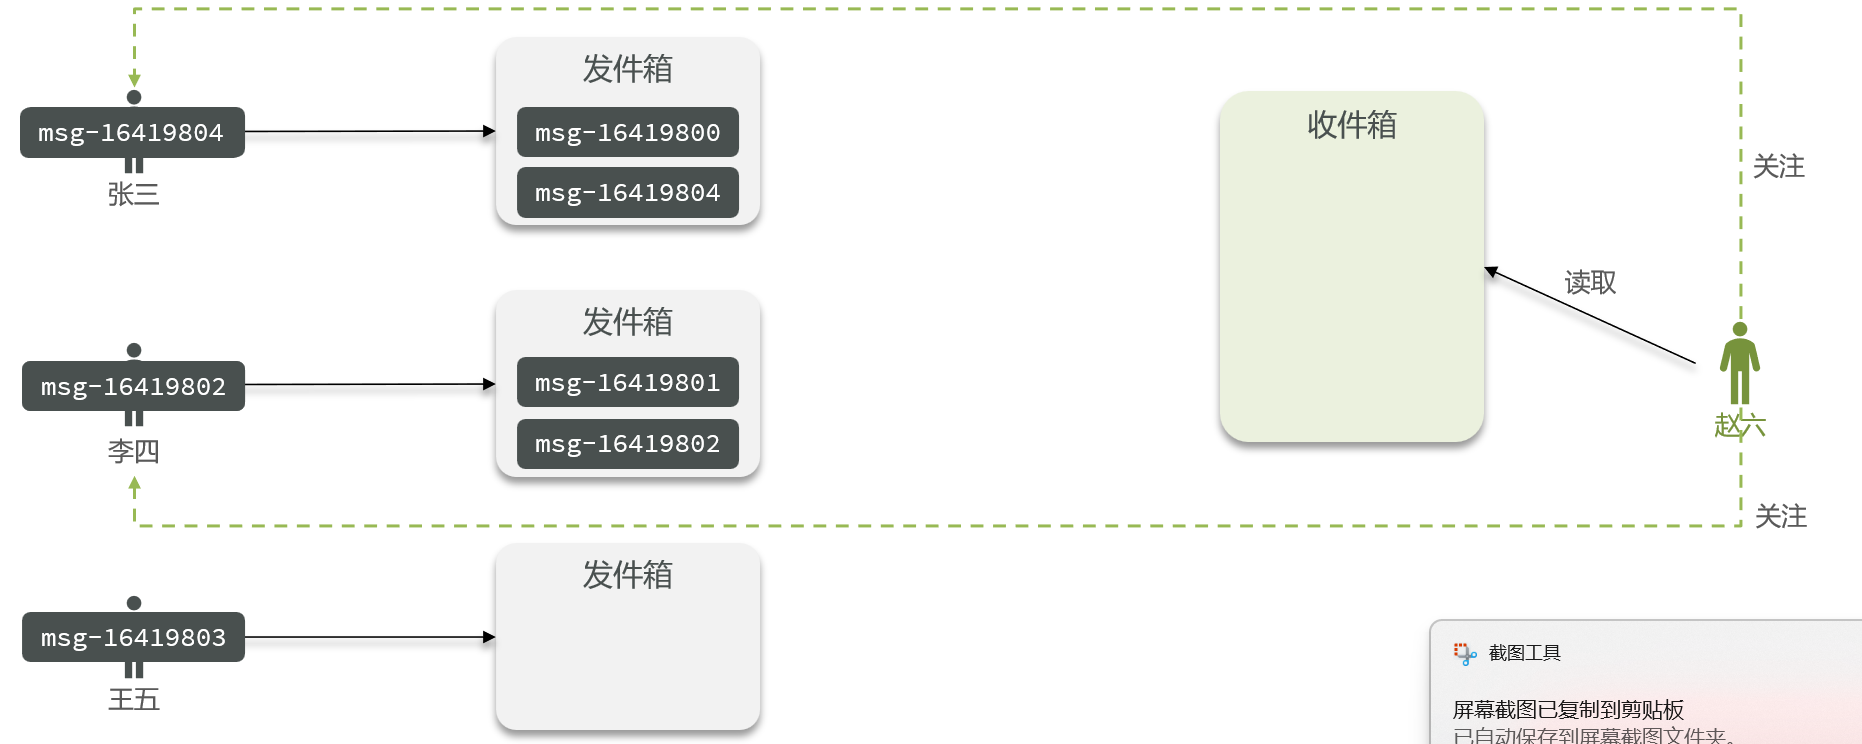 发件箱
msg-16419804
msg-16419800
msg-16419804
张三
收件箱
关注
读取
发件箱
msg-16419802
msg-16419801
msg-16419802
李四
赵六
关注
发件箱
msg-16419803
王五
截图工具
屏幕截图已复制到剪贴板
已自动保存到屏幕截图文件夹。